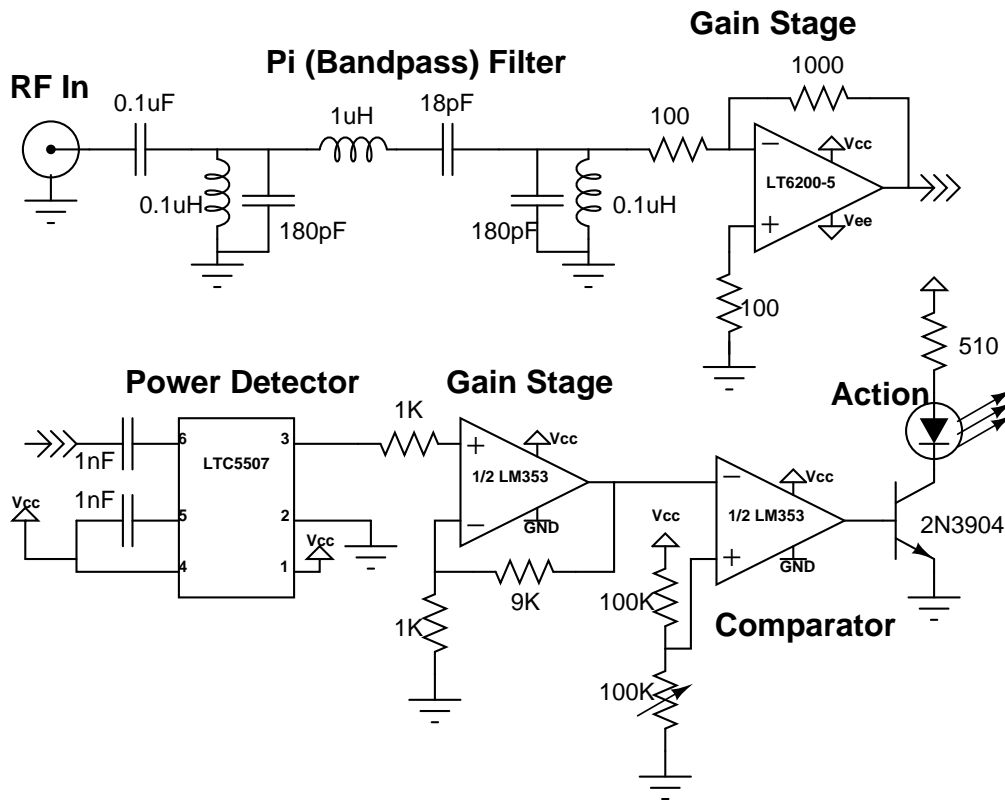 Gain Stage
Pi (Bandpass) Filter
RF In
1000
0.1uF
1uH
18pF
100
Vcc
LT6200-5
0.1uH
180pF
180pF
0.1uH
Vee
100
510
Power Detector
Gain Stage
Action
1K
1nF
6
3
LTC5507
Vcc
1/2 LM353
1nF
Vcc
5
2
GND
Vcc
1/2 LM353
Vcc
2N3904
Vcc
4
1
9K
GND
1K
100K
Comparator
100K